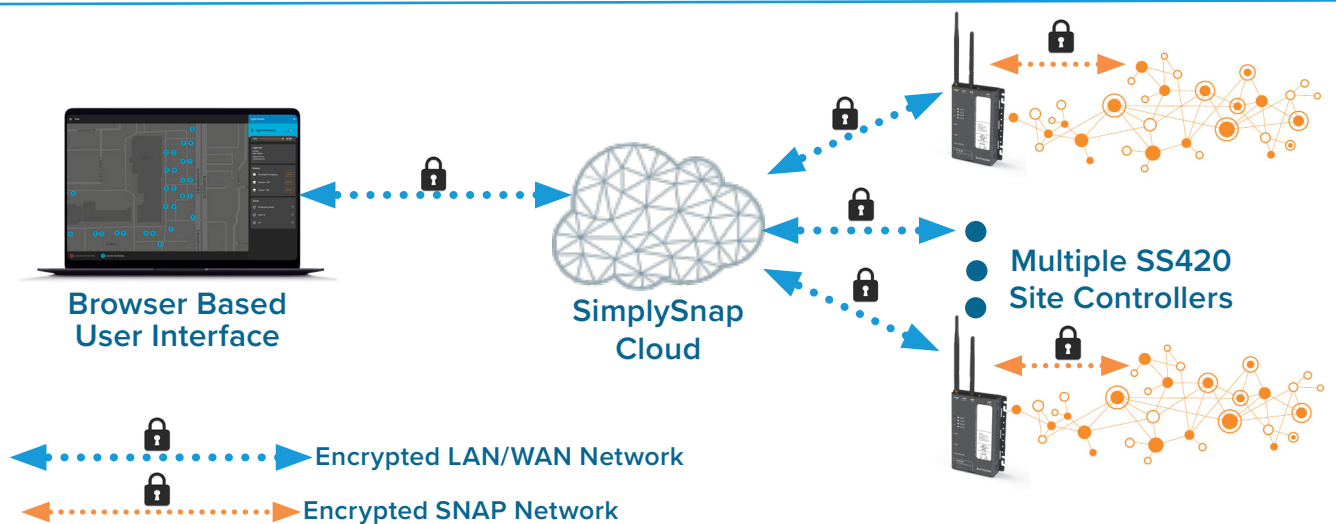 Browser Based
User Interface
SimplySnap
Cloud
Multiple SS420
Site Controllers
Encrypted LAN/WAN Network
Encrypted SNAP Network